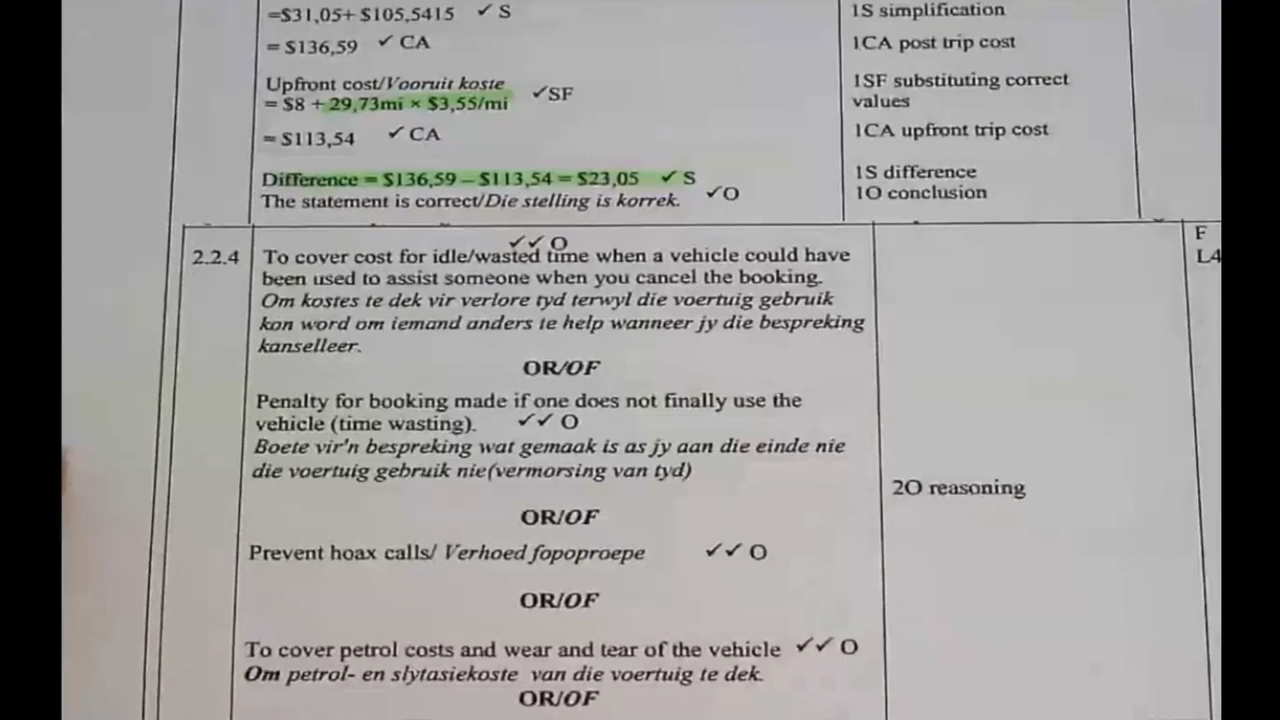 =$31,05+ $105,5415 ✓ S
1S simplification
= $136,59 ✓ CA
1CA post trip cost
Upfront cost/Vooruit koste
= $8 + 29,73mi × $3,55/mi ✓SF
1SF substituting correct
values
= $113,54 ✓ CA
1CA upfront trip cost
Difference = $136,59 – $113,54 = $23,05 ✓ S
1S difference
The statement is correct/Die stelling is korrek. ✓O
1O conclusion
2.2.4
✓✓ O
To cover cost for idle/wasted time when a vehicle could have
been used to assist someone when you cancel the booking.
Om kostes te dek vir verlore tyd terwyl die voertuig gebruik
kon word om iemand anders te help wanneer jy die bespreking
kanselleer.
F
L4
OR/OF
Penalty for booking made if one does not finally use the
vehicle (time wasting). ✓✓ O
Boete vir'n bespreking wat gemaak is as jy aan die einde nie
die voertuig gebruik nie(vermorsing van tyd)
2O reasoning
OR/OF
Prevent hoax calls/ Verhoed fopoproepe ✓✓ O
OR/OF
To cover petrol costs and wear and tear of the vehicle ✓✓ O
Om petrol- en slytasiekoste van die voertuig te dek.
OR/OF